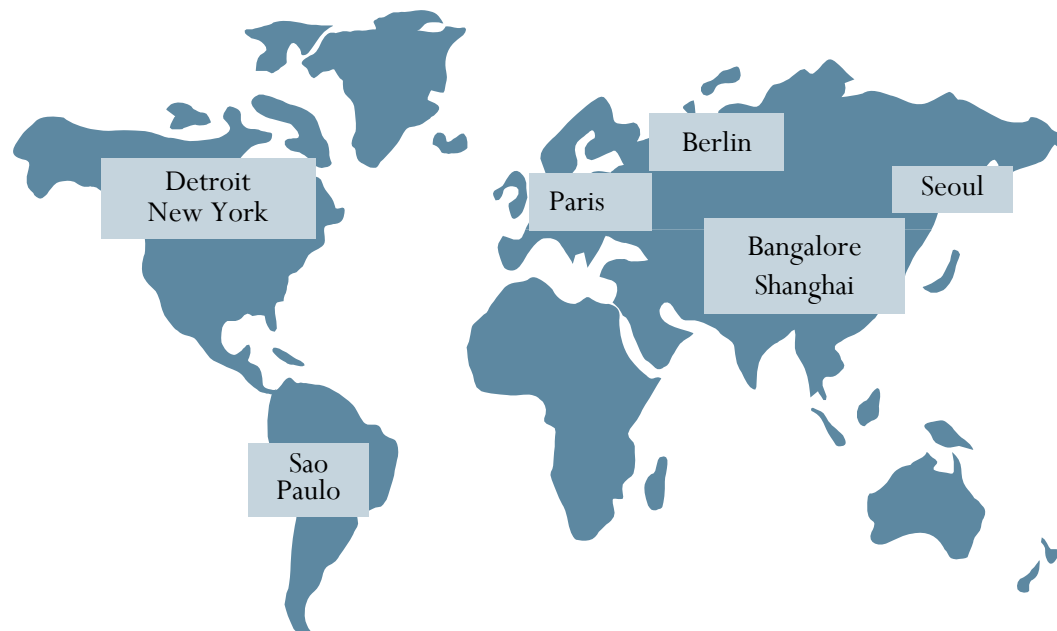 Detroit
New York
Berlin
Paris
Seoul
Bangalore
Shanghai
Sao
Paulo